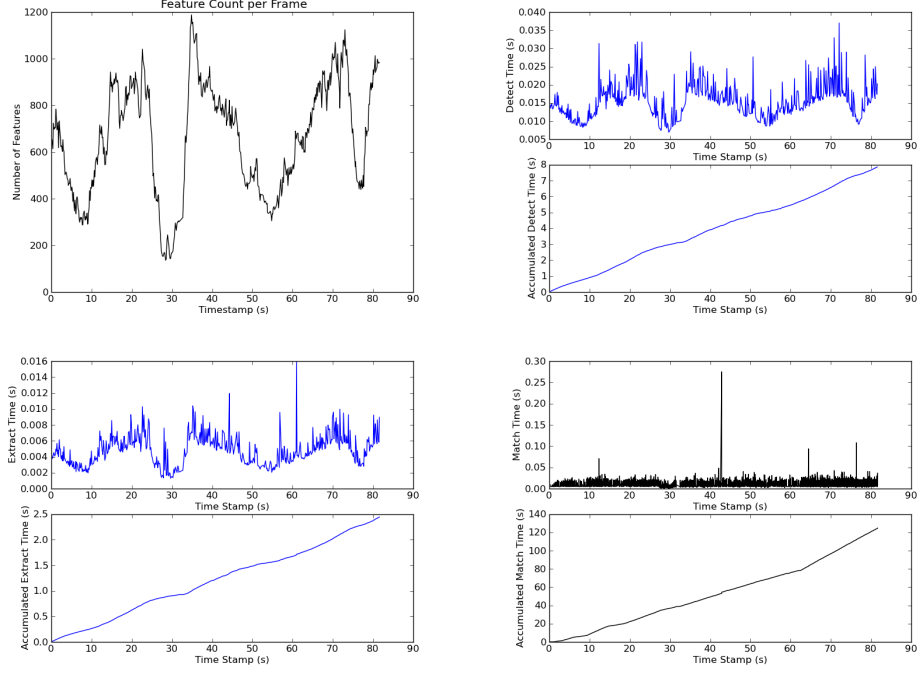 Feature Count per Frame
1200
1000
800
600
400
200
0
Number of Features
0 10 20 30 40 50 60 70 80 90
Timestamp (s)
0.040
0.035
0.030
0.025
0.020
0.015
0.010
0.005
Detect Time (s)
0 10 20 30 40 50 60 70 80 90
Time Stamp (s)
8
7
6
5
4
3
2
1
0
Accumulated Detect Time (s)
0 10 20 30 40 50 60 70 80 90
Time Stamp (s)
0.016
0.014
0.012
0.010
0.008
0.006
0.004
0.002
0.000
Extract Time (s)
0 10 20 30 40 50 60 70 80 90
Time Stamp (s)
2.5
2.0
1.5
1.0
0.5
0.0
Accumulated Extract Time (s)
0 10 20 30 40 50 60 70 80 90
Time Stamp (s)
0.30
0.25
0.20
0.15
0.10
0.05
0.00
Match Time (s)
0 10 20 30 40 50 60 70 80 90
Time Stamp (s)
140
120
100
80
60
40
20
0
Accumulated Match Time (s)
0 10 20 30 40 50 60 70 80 90
Time Stamp (s)